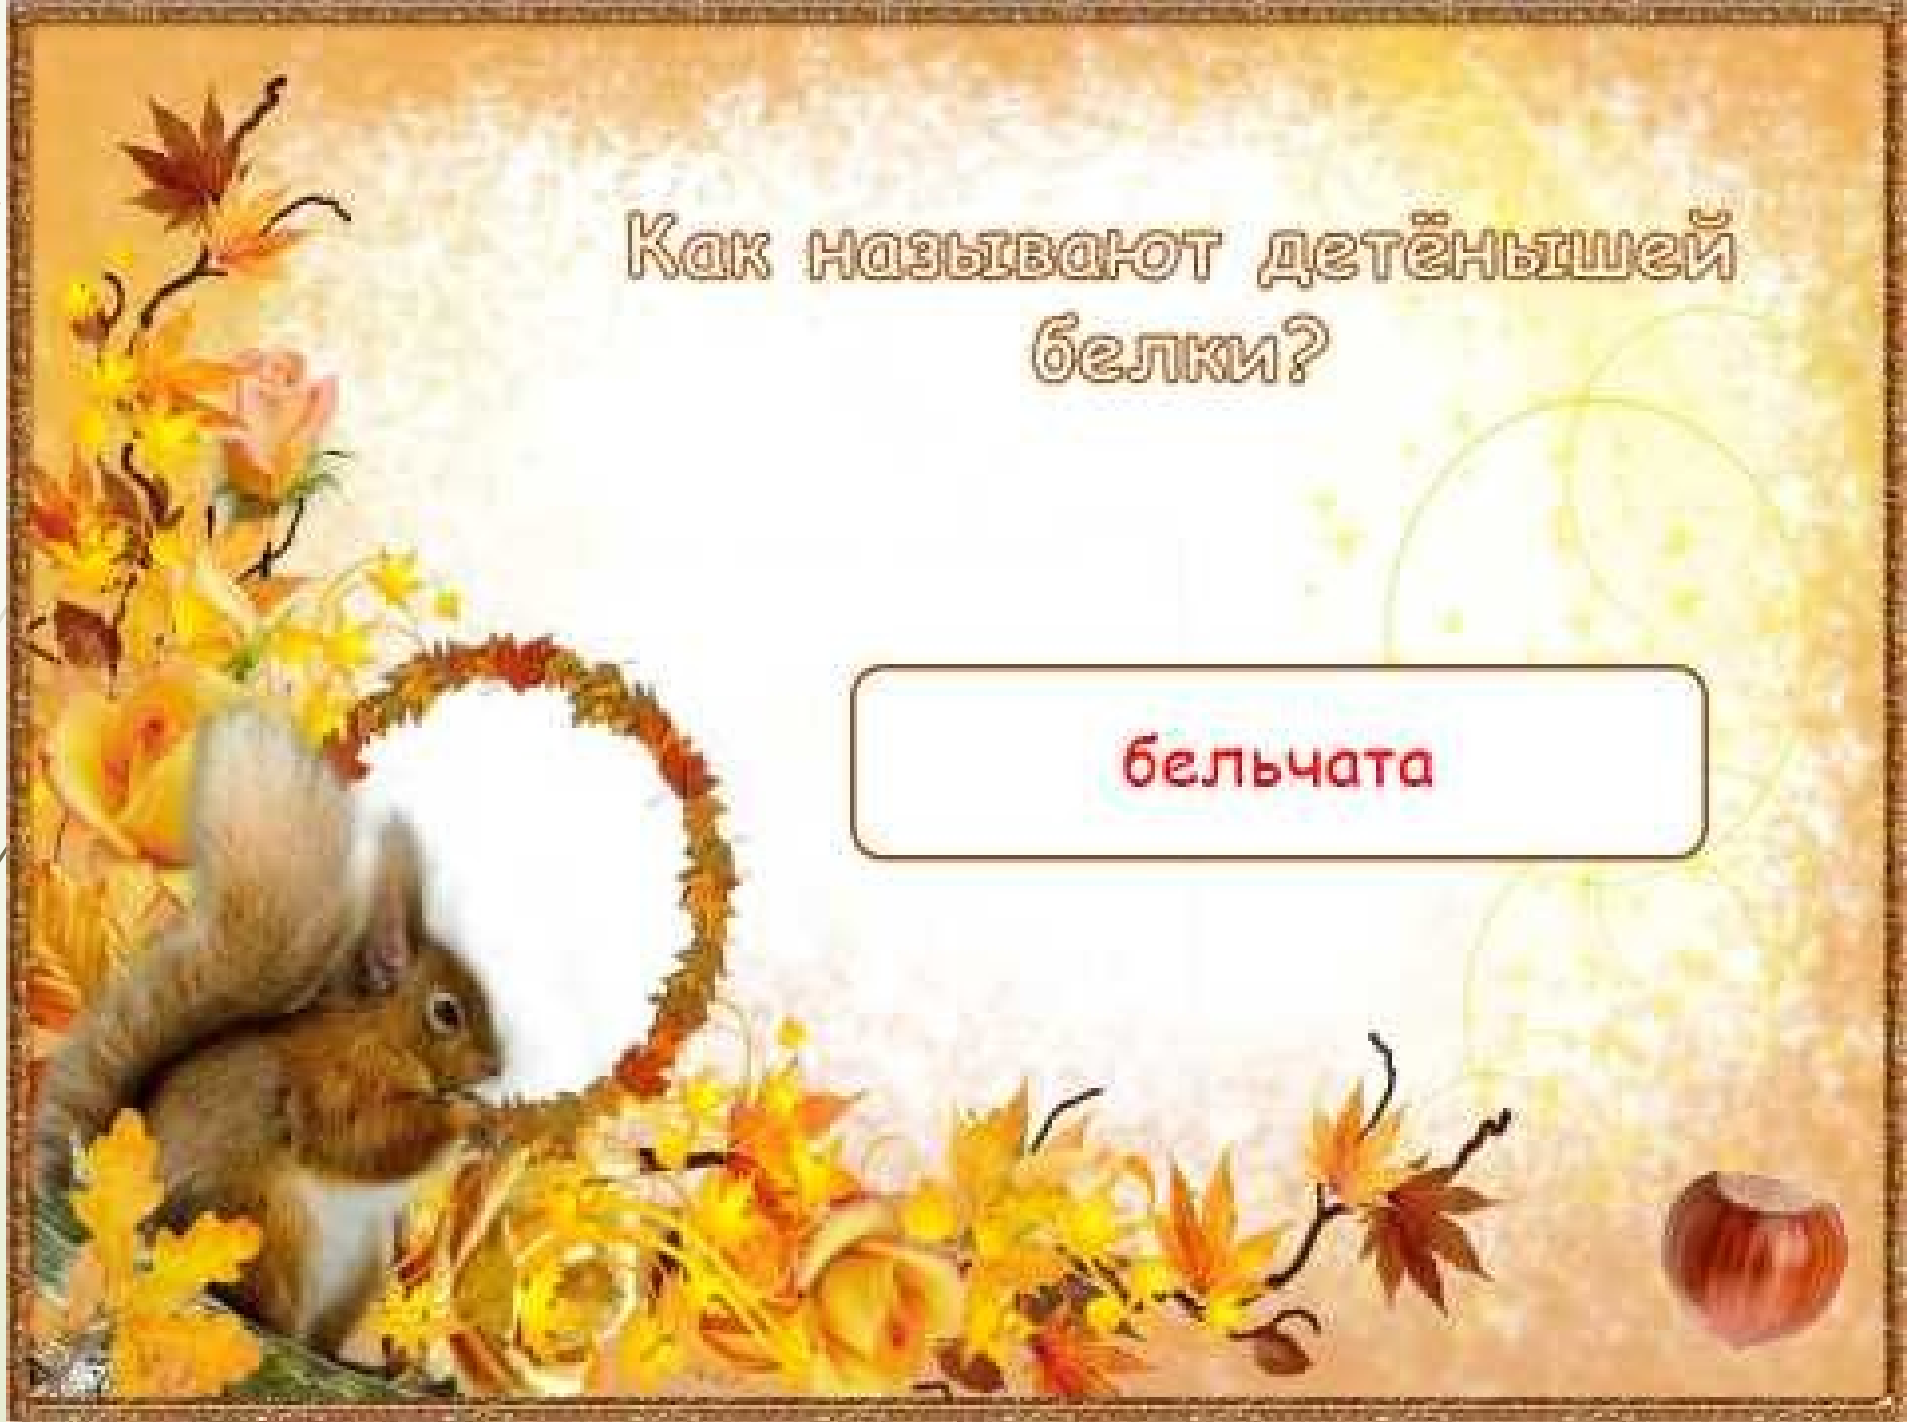 Как называют детёнышей
белки?
бельчата